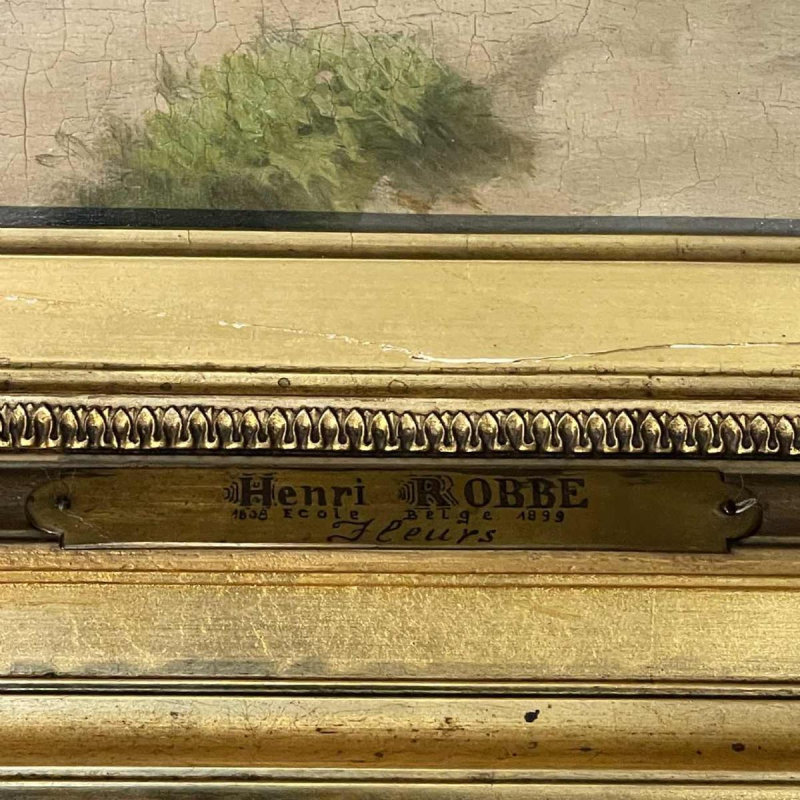 Henri ROBBE
1808 Ecole Belge 1899
Fleurs